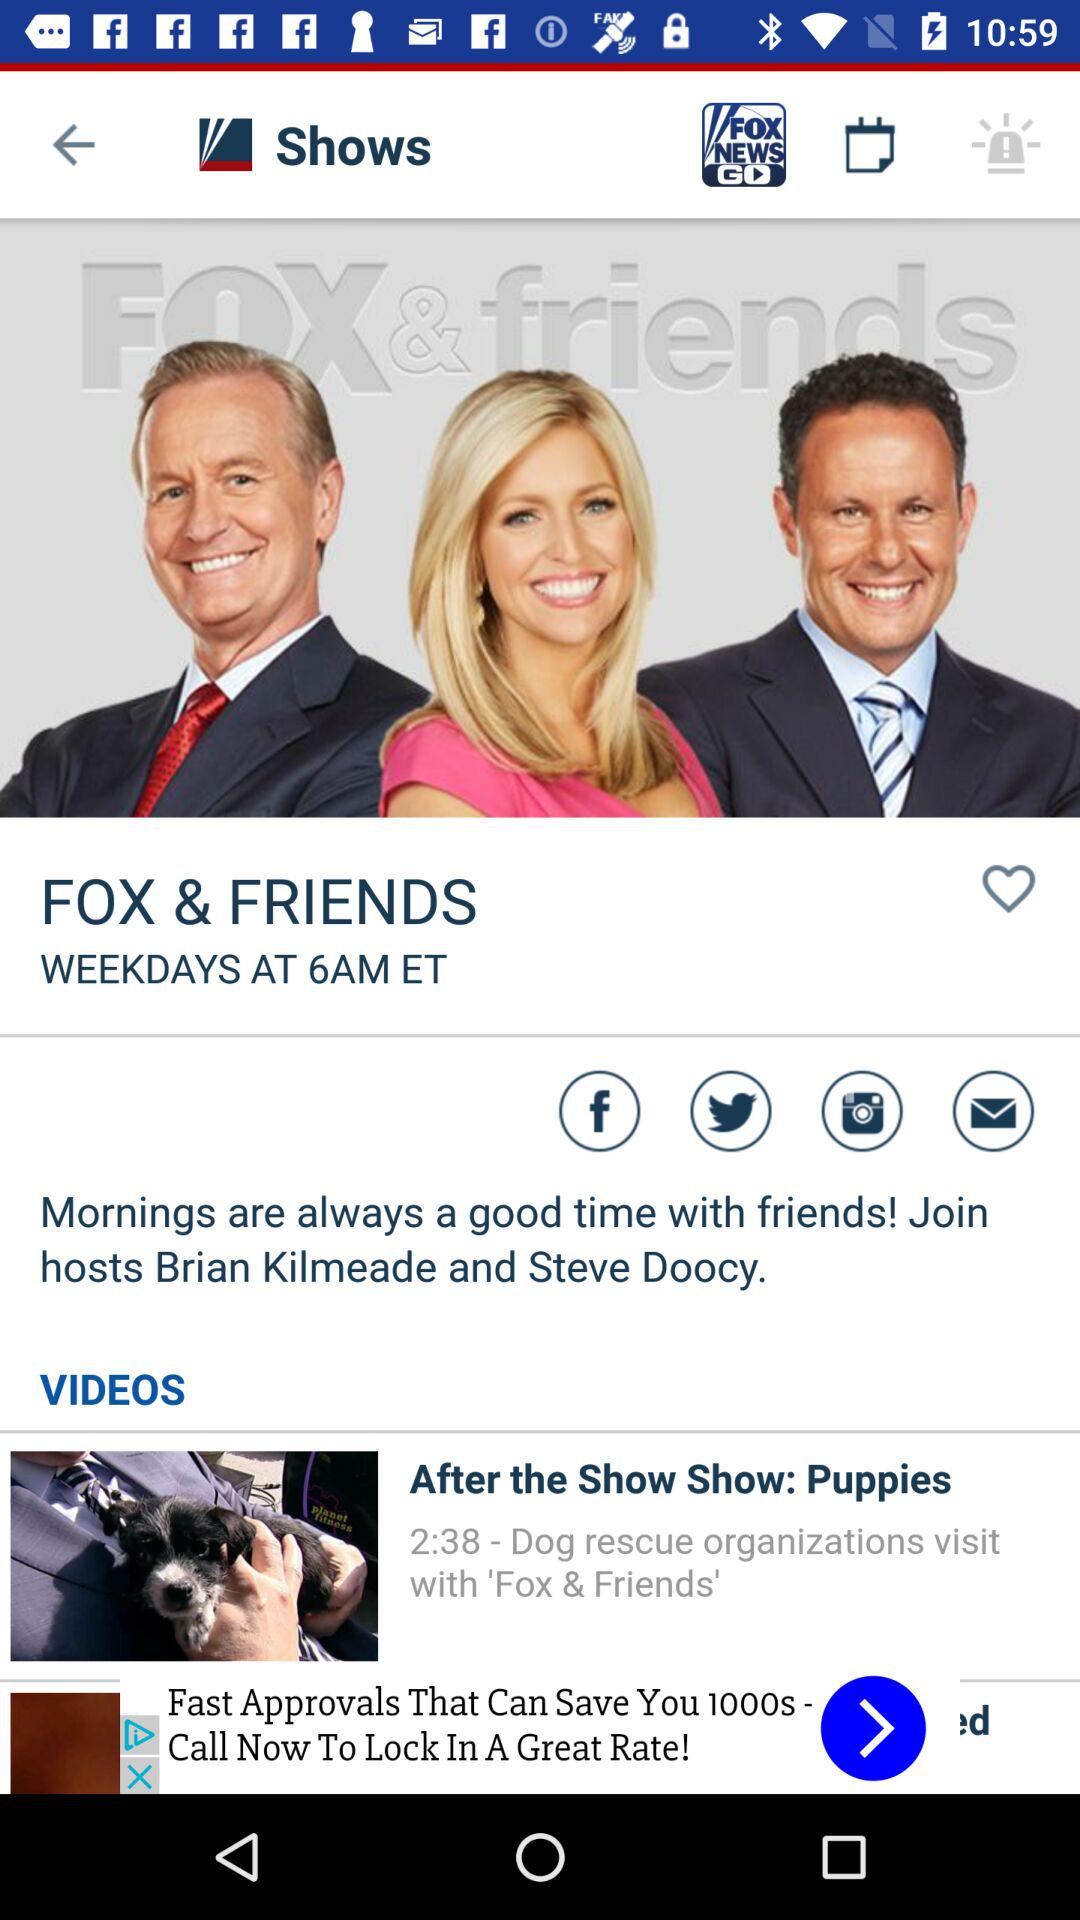 FAKE
10:59
Shows
FOX
NEWS
GO
FOX & friends
FOX & FRIENDS
WEEKDAYS AT 6AM ET
Mornings are always a good time with friends! Join
hosts Brian Kilmeade and Steve Doocy.
VIDEOS
After the Show Show: Puppies
2:38 - Dog rescue organizations visit
with 'Fox & Friends'
planet
fitness
Fast Approvals That Can Save You 1000s -
Call Now To Lock In A Great Rate!